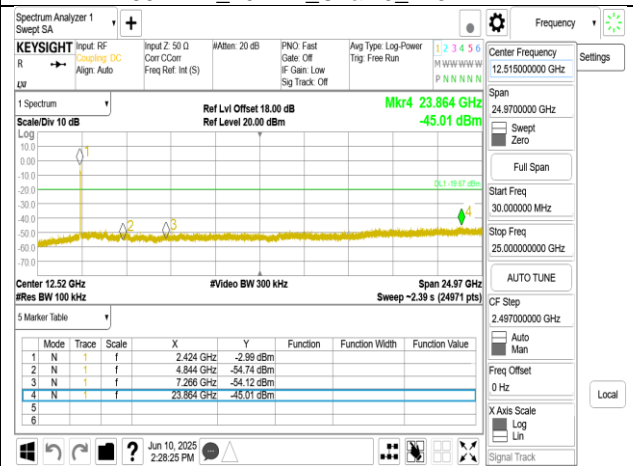 Spectrum Analyzer 1
Swept SA
Frequency
KEYSIGHT Input: RF Input Z: 50 Ω #Atten: 20 dB PNO: Fast Avg Type: Log-Power 1 2 3 4 5 6
R Coupling: DC Corr CCorr Gate: Off Trig: Free Run M W W W W W
Align: Auto Freq Ref: Int (S) IF Gain: Low P N N N N N
LXI Sig Track: Off
Center Frequency
12.515000000 GHz
Settings
Span
24.9700000 GHz
Swept
Zero
Full Span
Start Freq
30.000000 MHz
Stop Freq
25.000000000 GHz
AUTO TUNE
CF Step
2.497000000 GHz
Auto
Man
Freq Offset
0 Hz
Local
X Axis Scale
Log
Lin
Signal Track
1 Spectrum
Ref Lvl Offset 18.00 dB Mkr4 23.864 GHz
Scale/Div 10 dB Ref Level 20.00 dBm -45.01 dBm
Log
10.0
0.00
-10.0
-20.0
-30.0
-40.0
-50.0
-60.0
-70.0
1
2
3
4
Center 12.52 GHz #Video BW 300 kHz Span 24.97 GHz
#Res BW 100 kHz Sweep ~2.39 s (24971 pts)
5 Marker Table
Mode Trace Scale X Y Function Function Width Function Value
1 N 1 f 2.424 GHz -2.99 dBm
2 N 1 f 4.844 GHz -54.74 dBm
3 N 1 f 7.266 GHz -54.12 dBm
4 N 1 f 23.864 GHz -45.01 dBm
5
6
Jun 10, 2025
2:28:25 PM